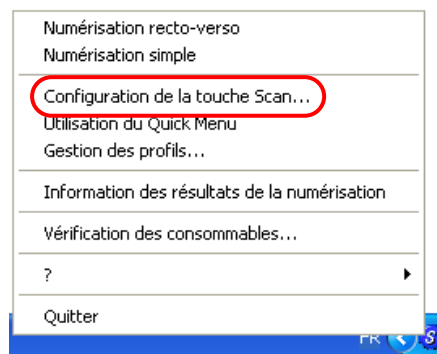 Numérisation recto-verso
Numérisation simple
Configuration de la touche Scan...
Utilisation du Quick Menu
Gestion des profils...
Information des résultats de la numérisation
Vérification des consommables...
?
Quitter
FR
S